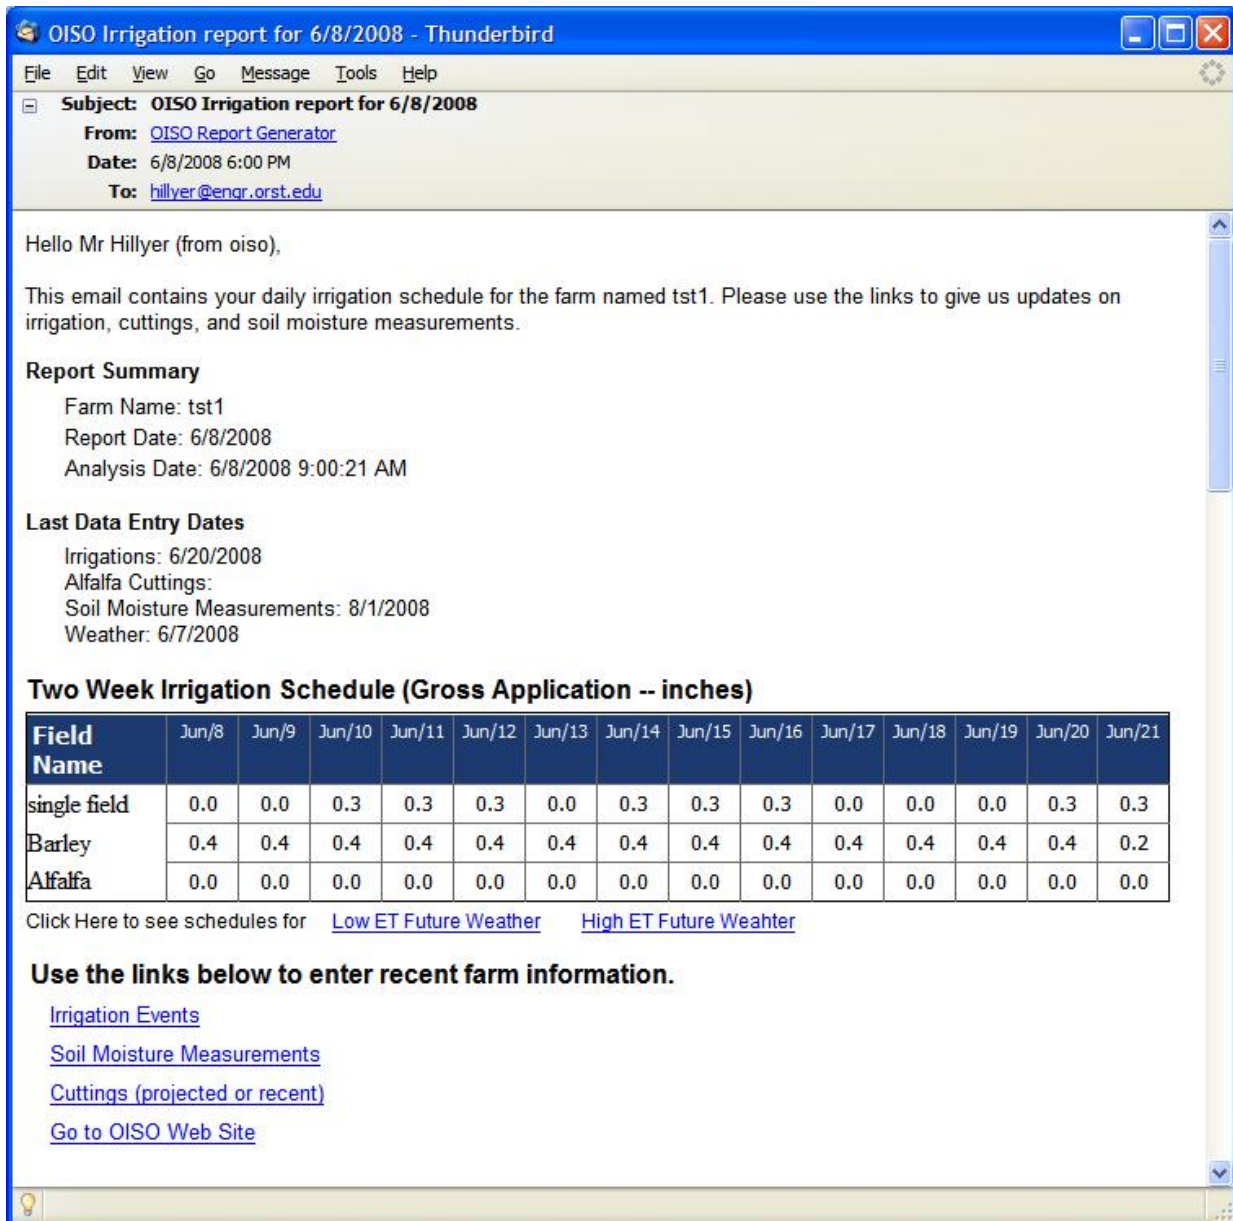 OISO Irrigation report for 6/8/2008 - Thunderbird
File Edit View Go Message Tools Help
Subject: OISO Irrigation report for 6/8/2008
From: OISO Report Generator
Date: 6/8/2008 6:00 PM
To: hillyer@engr.orst.edu
Hello Mr Hillyer (from oiso),
This email contains your daily irrigation schedule for the farm named tst1. Please use the links to give us updates on
irrigation, cuttings, and soil moisture measurements.
Report Summary
Farm Name: tst1
Report Date: 6/8/2008
Analysis Date: 6/8/2008 9:00:21 AM
Last Data Entry Dates
Irrigations: 6/20/2008
Alfalfa Cuttings:
Soil Moisture Measurements: 8/1/2008
Weather: 6/7/2008
Two Week Irrigation Schedule (Gross Application -- inches)
Field Name Jun/8 Jun/9 Jun/10 Jun/11 Jun/12 Jun/13 Jun/14 Jun/15 Jun/16 Jun/17 Jun/18 Jun/19 Jun/20 Jun/21
single field 0.0 0.0 0.3 0.3 0.3 0.0 0.3 0.3 0.3 0.0 0.0 0.0 0.3 0.3
Barley 0.4 0.4 0.4 0.4 0.4 0.4 0.4 0.4 0.4 0.4 0.4 0.4 0.4 0.2
Alfalfa 0.0 0.0 0.0 0.0 0.0 0.0 0.0 0.0 0.0 0.0 0.0 0.0 0.0 0.0
Click Here to see schedules for Low ET Future Weather High ET Future Weahter
Use the links below to enter recent farm information.
Irrigation Events
Soil Moisture Measurements
Cuttings (projected or recent)
Go to OISO Web Site